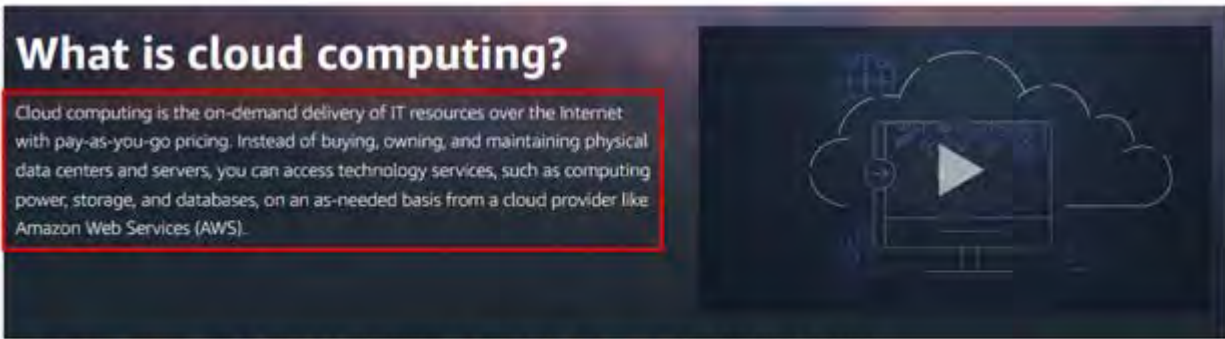 What is cloud computing?
Cloud computing is the on-demand delivery of IT resources over the Internet
with pay-as-you-go pricing. Instead of buying, owning, and maintaining physical
data centers and servers, you can access technology services, such as computing
power, storage, and databases, on an as-needed basis from a cloud provider like
Amazon Web Services (AWS).